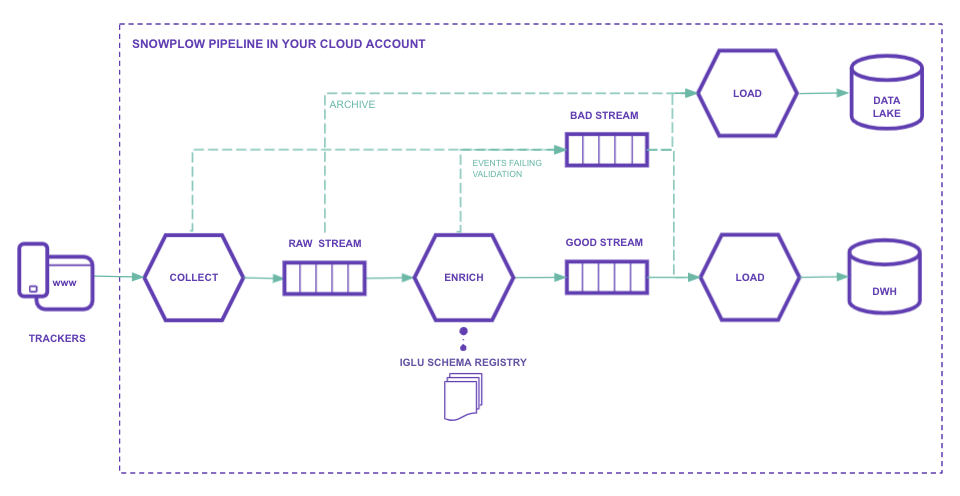 SNOWPLOW PIPELINE IN YOUR CLOUD ACCOUNT
LOAD
DATA
LAKE
ARCHIVE
BAD STREAM
EVENTS FAILING
VALIDATION
RAW STREAM
GOOD STREAM
www
COLLECT
ENRICH
LOAD
DWH
TRACKERS
IGLU SCHEMA REGISTRY